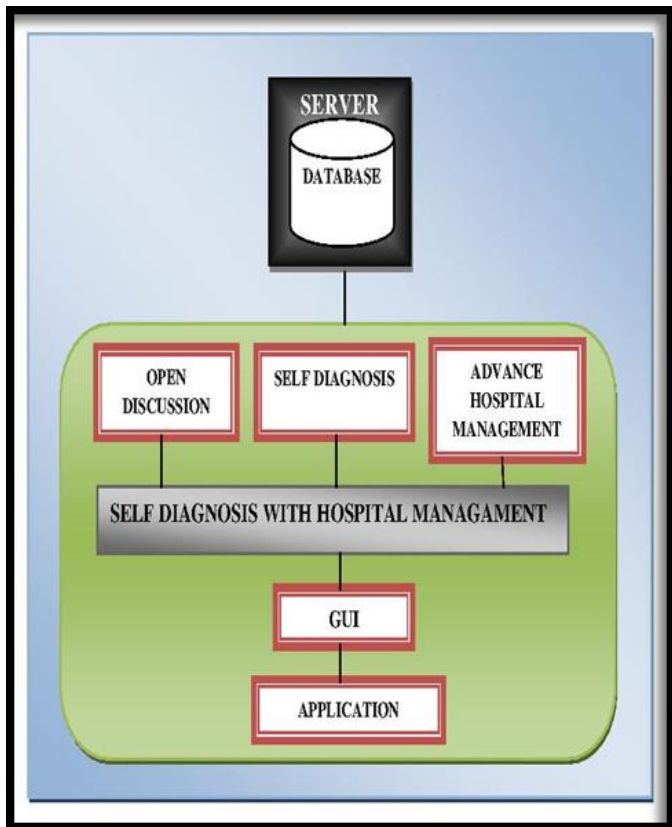 SERVER
DATABASE
OPEN
DISCUSSION
SELF DIAGNOSIS
ADVANCE
HOSPITAL
MANAGEMENT
SELF DIAGNOSIS WITH HOSPITAL MANAGAMENT
GUI
APPLICATION